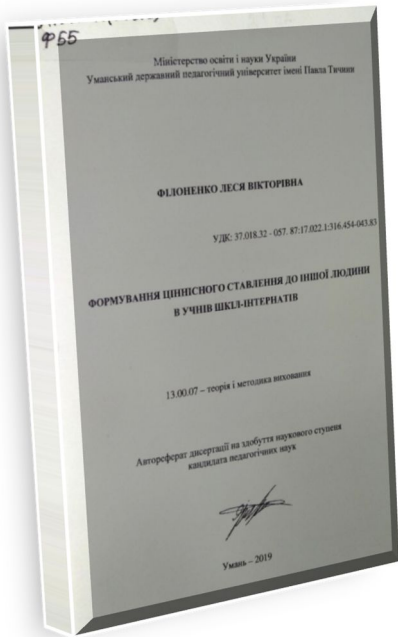 Ф55
Міністерство освіти і науки України
Уманський державний педагогічний університет імені Павла Тичини
ФІЛОНЕНКО ЛЕСЯ ВІКТОРІВНА
УДК: 37.018.32 - 057. 87:17.022.1:316.454-043.83
ФОРМУВАННЯ ЦІННІСНОГО СТАВЛЕННЯ ДО ІНШОЇ ЛЮДИНИ
В УЧНІВ ШКІЛ-ІНТЕРНАТІВ
13.00.07 – теорія і методика виховання
Автореферат дисертації на здобуття наукового ступеня
кандидата педагогічних наук
Умань – 2019